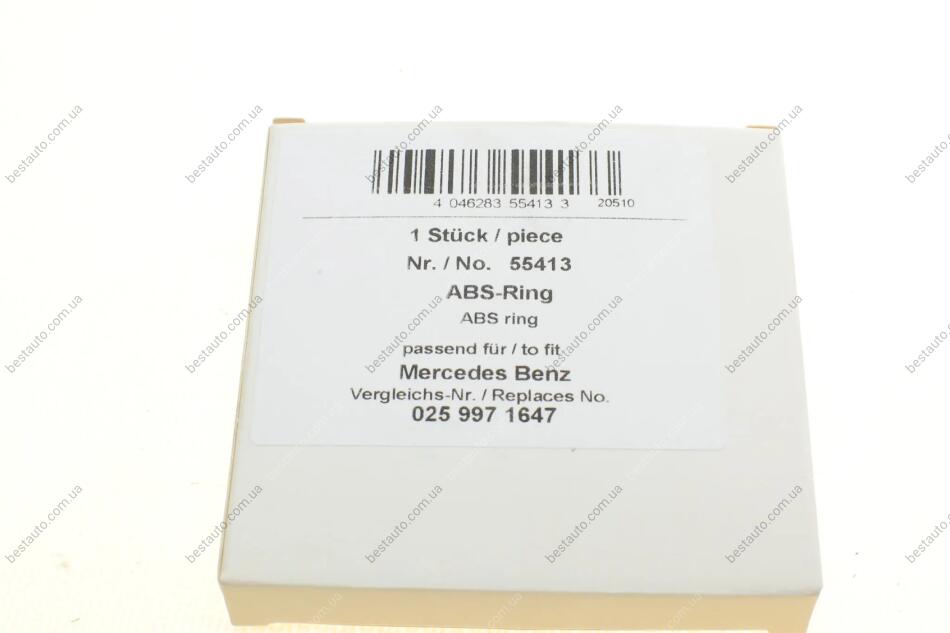 4 046283 55413 3 20510
1 Stück / piece
Nr. / No. 55413
ABS-Ring
ABS ring
passend für / to fit
Mercedes Benz
Vergleichs-Nr. / Replaces No.
025 997 1647
bestauto.com.ua